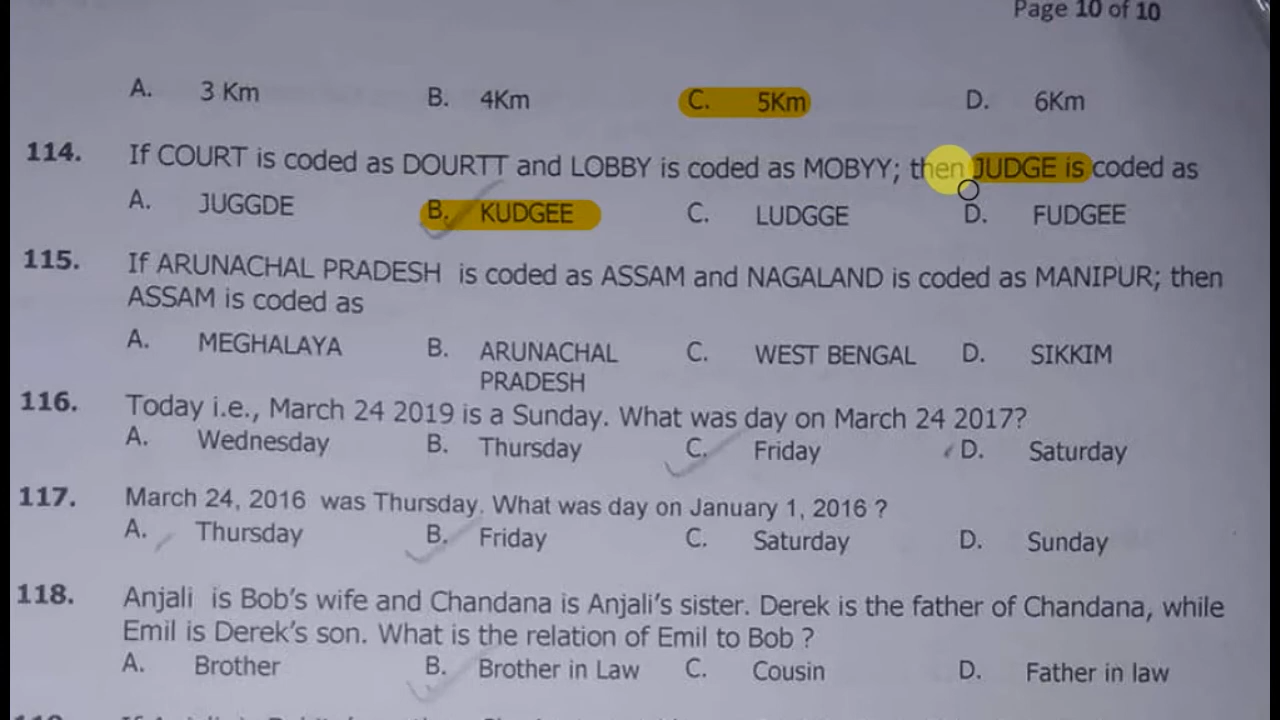 Page 10 of 10
A. 3 Km B. 4Km C. 5Km D. 6Km
114. If COURT is coded as DOURTT and LOBBY is coded as MOBYY; then JUDGE is coded as
A. JUGGDE B. KUDGEE C. LUDGGE D. FUDGEE
115. If ARUNACHAL PRADESH is coded as ASSAM and NAGALAND is coded as MANIPUR; then
ASSAM is coded as
A. MEGHALAYA B. ARUNACHAL C. WEST BENGAL D. SIKKIM
PRADESH
116. Today i.e., March 24 2019 is a Sunday. What was day on March 24 2017?
A. Wednesday B. Thursday C. Friday D. Saturday
117. March 24, 2016 was Thursday. What was day on January 1, 2016 ?
A. Thursday B. Friday C. Saturday D. Sunday
118. Anjali is Bob's wife and Chandana is Anjali's sister. Derek is the father of Chandana, while
Emil is Derek's son. What is the relation of Emil to Bob ?
A. Brother B. Brother in Law C. Cousin D. Father in law